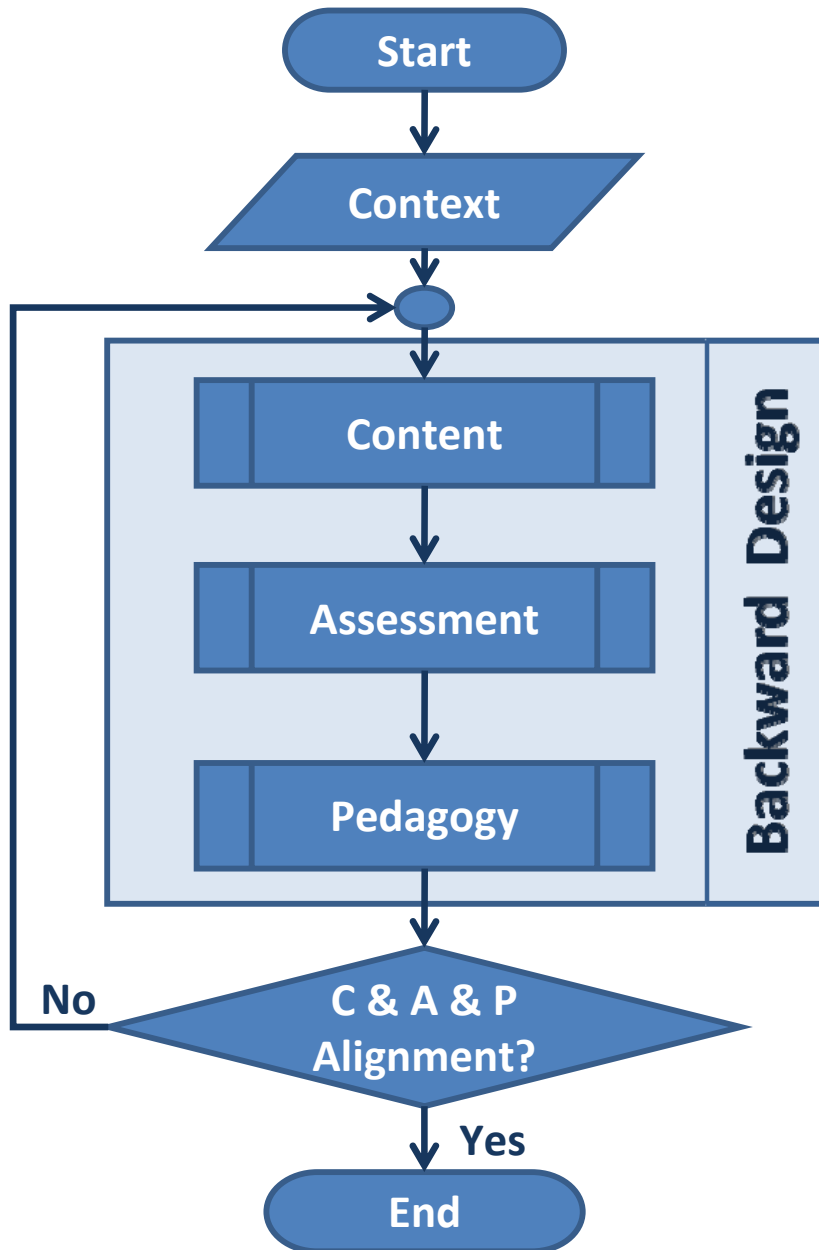 Start
Context
Content
Assessment
Pedagogy
Backward Design
C & A & P
Alignment?
No
Yes
End